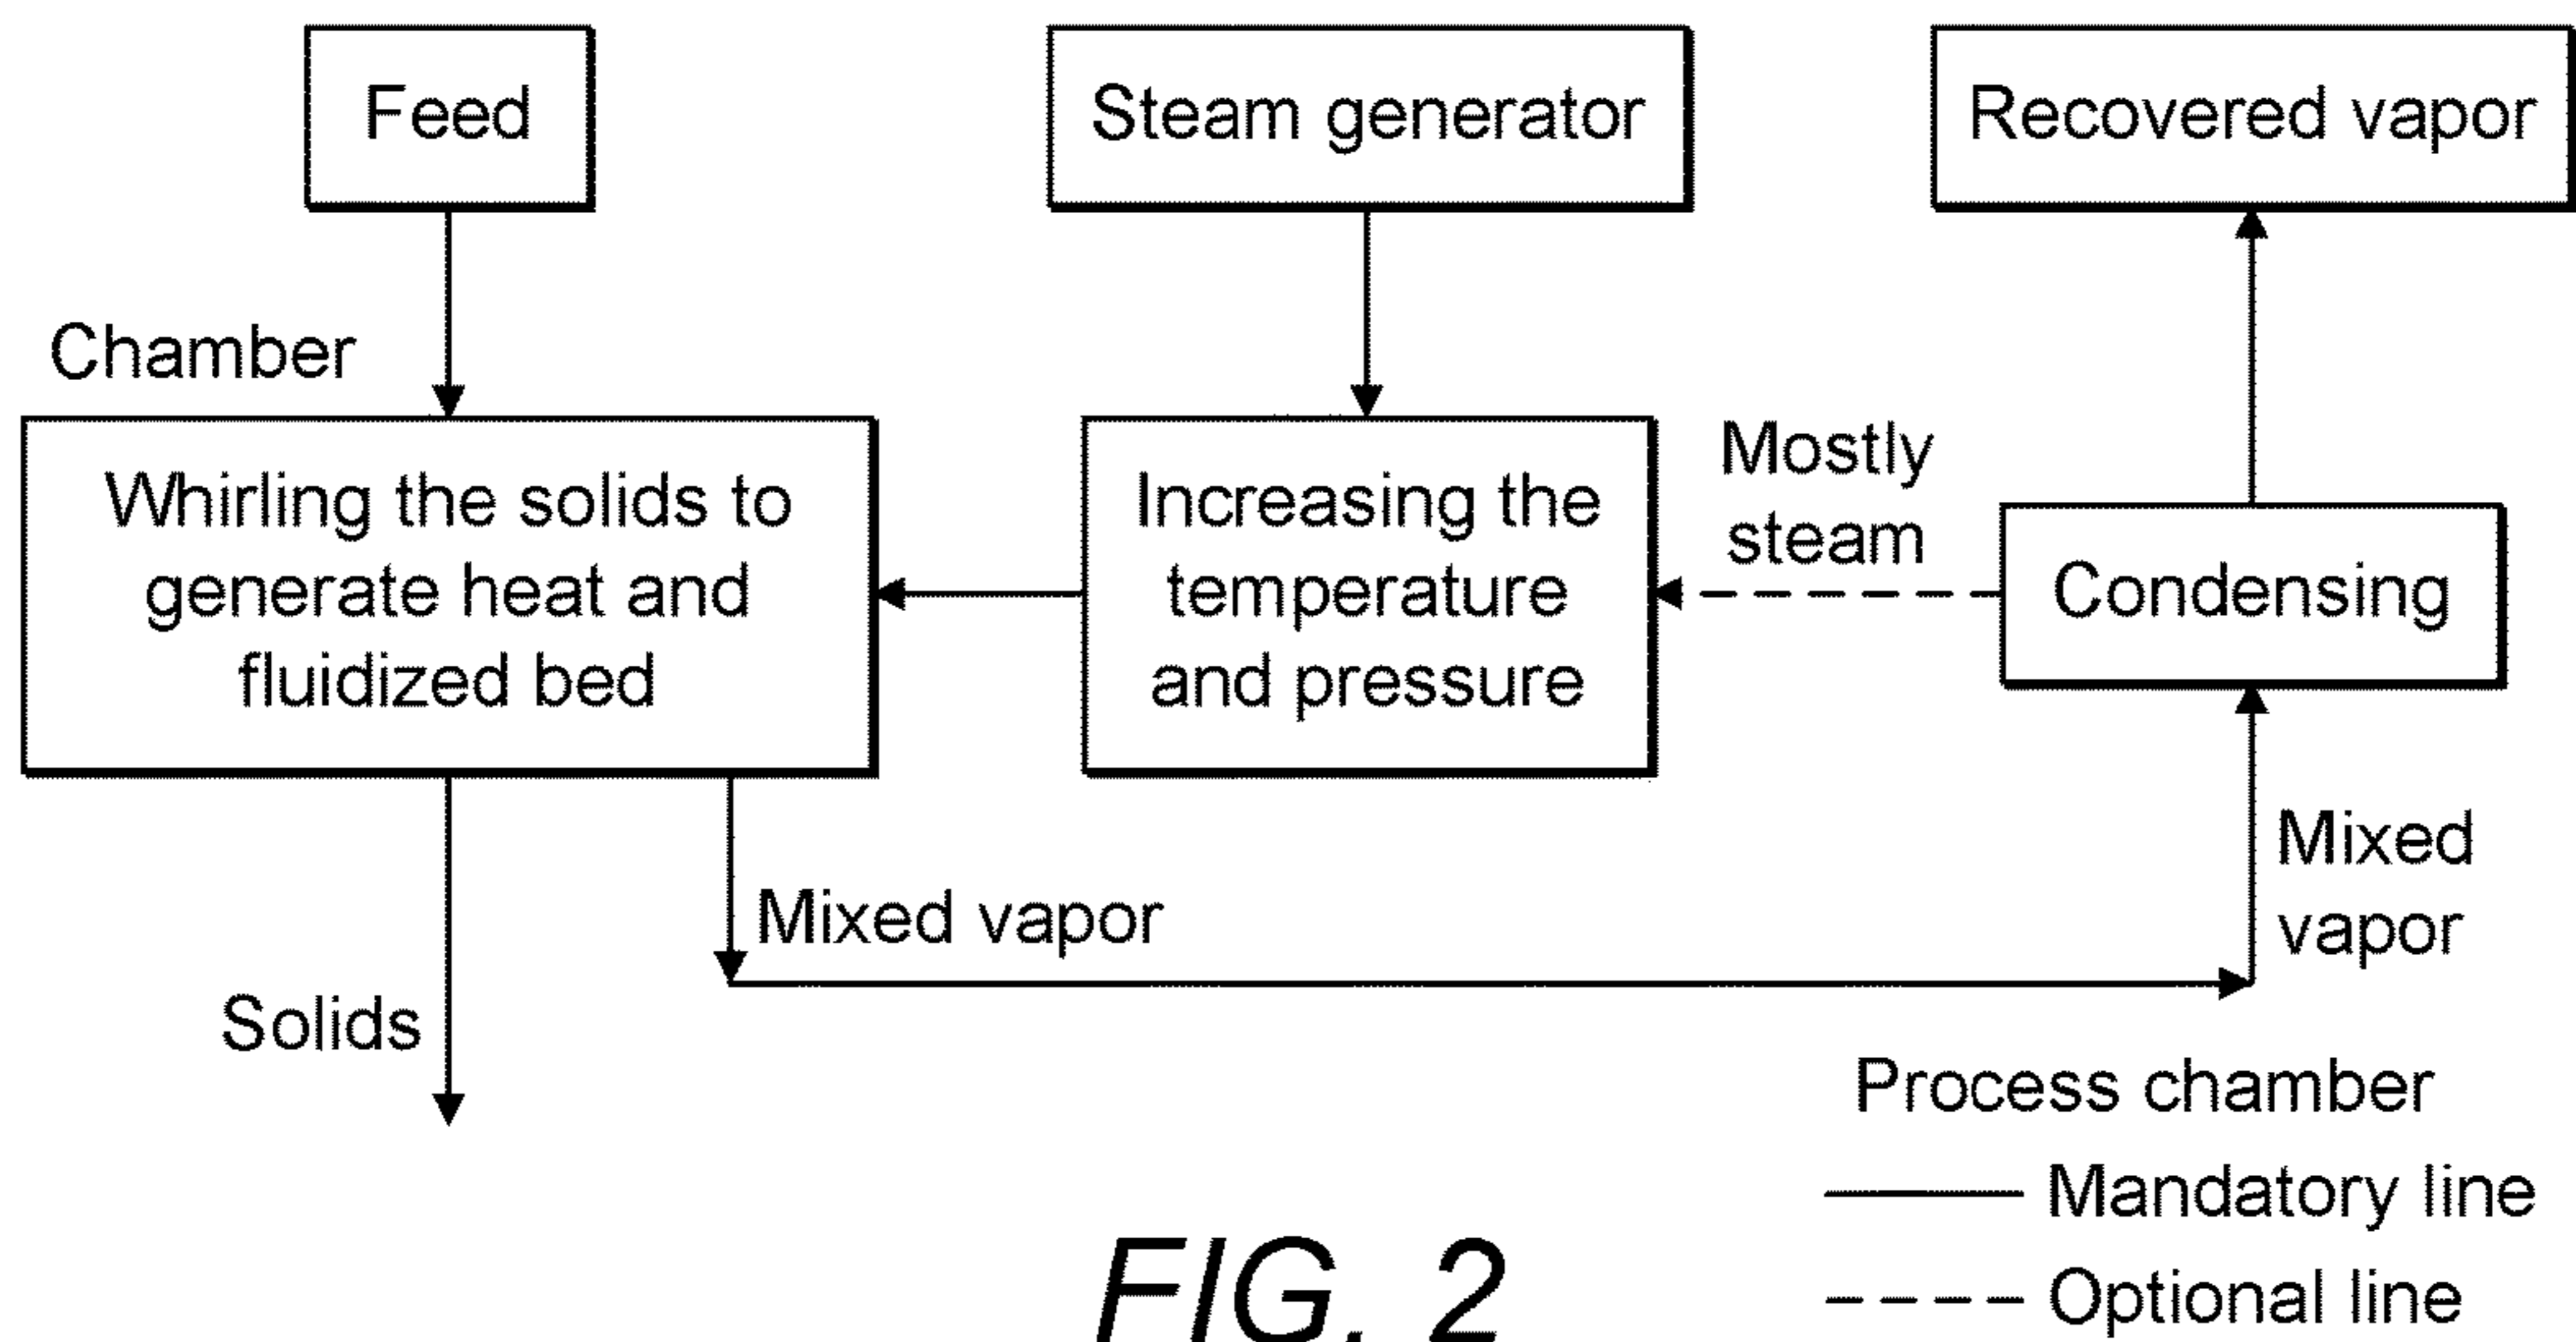 Feed
Steam generator
Recovered vapor
Chamber
Whirling the solids to
generate heat and
fluidized bed
Increasing the
temperature
and pressure
Mostly
steam
Condensing
Mixed vapor
Mixed
vapor
Solids
Process chamber
Mandatory line
Optional line
FIG. 2